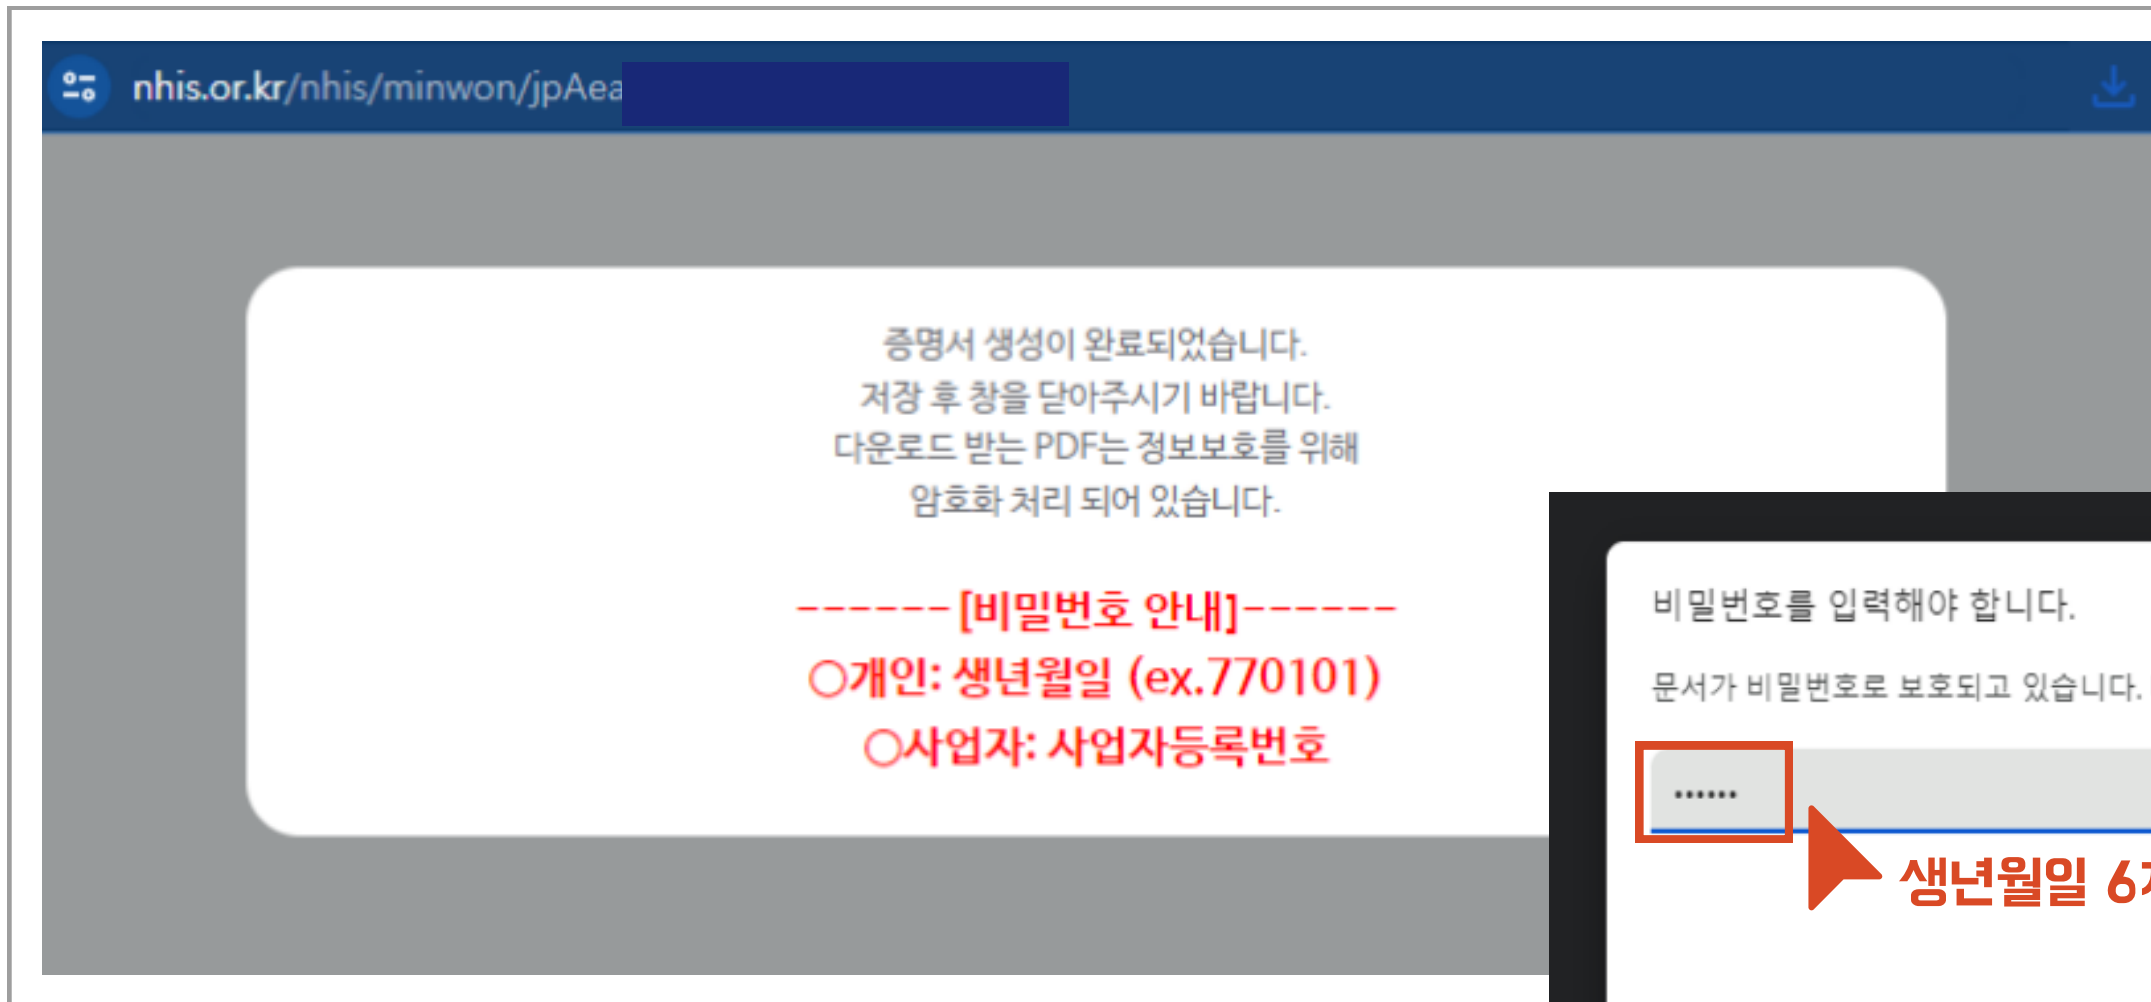 nhis.or.kr/nhis/minwon/jpAea
증명서 생성이 완료되었습니다.
저장 후 창을 닫아주시기 바랍니다.
다운로드 받는 PDF는 정보보호를 위해
암호화 처리 되어 있습니다.
------[비밀번호 안내]------
○개인: 생년월일 (ex.770101)
○사업자: 사업자등록번호
비밀번호를 입력해야 합니다.
문서가 비밀번호로 보호되고 있습니다.
••••••
생년월일 6